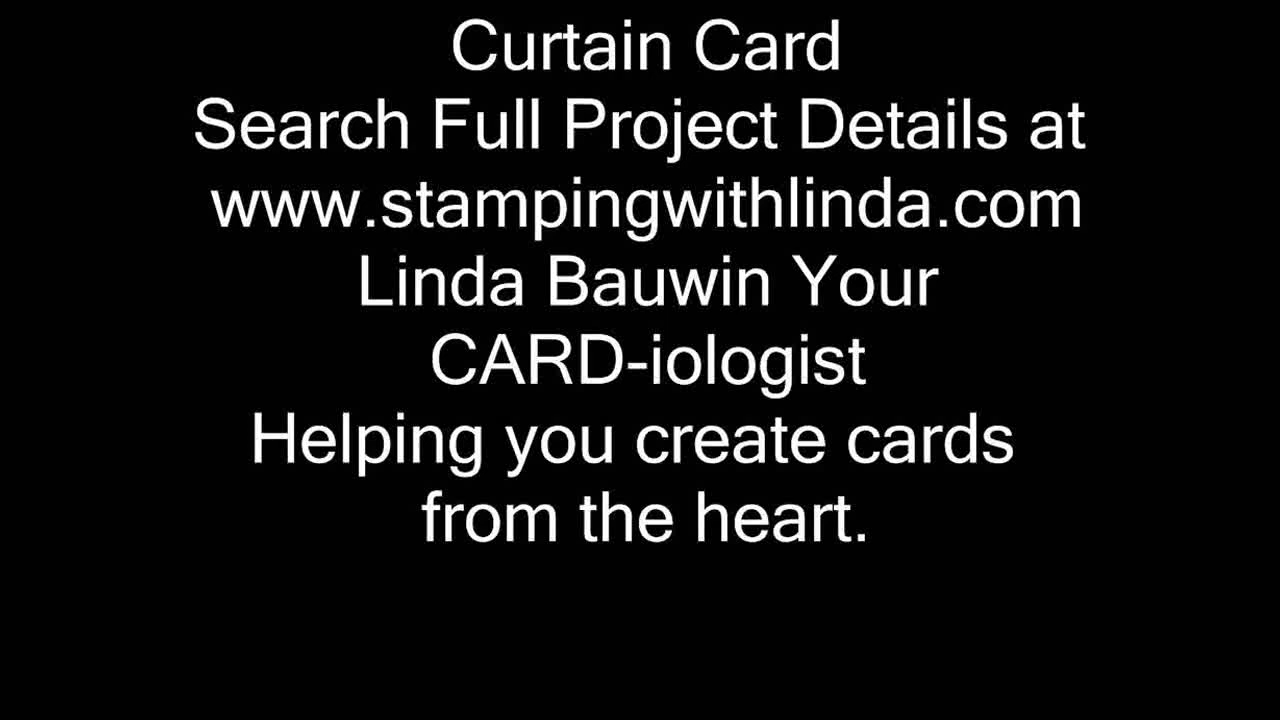 Curtain Card
Search Full Project Details at
www.stampingwithlinda.com
Linda Bauwin Your
CARD-iologist
Helping you create cards
from the heart.